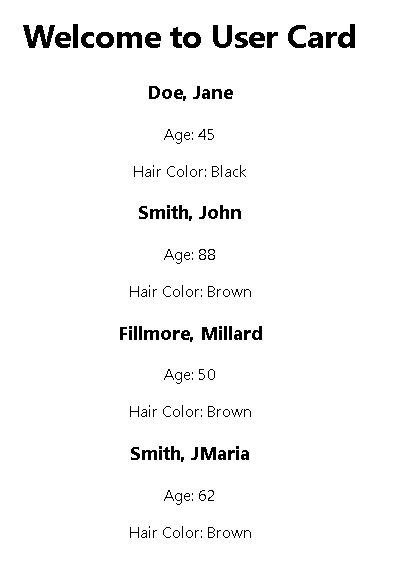 Welcome to User Card
Doe, Jane
Age: 45
Hair Color: Black
Smith, John
Age: 88
Hair Color: Brown
Fillmore, Millard
Age: 50
Hair Color: Brown
Smith, JMaria
Age: 62
Hair Color: Brown